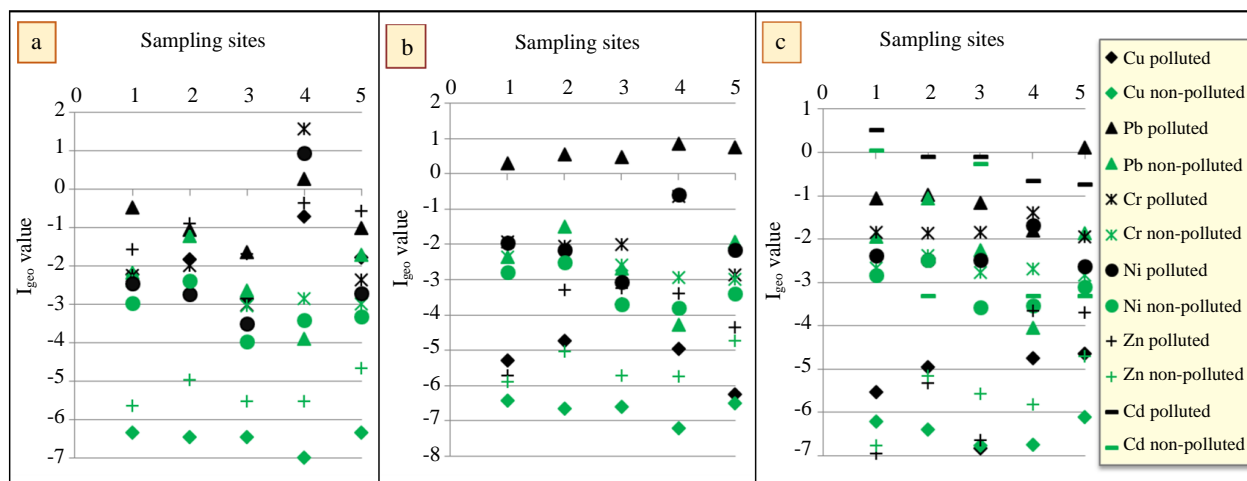 a
Sampling sites
0 1 2 3 4 5
2
1
0
-1
-2
-3
-4
-5
-6
-7
Igeo value
b
Sampling sites
0 1 2 3 4 5
2
1
0
-1
-2
-3
-4
-5
-6
-7
-8
Igeo value
c
Sampling sites
0 1 2 3 4 5
1
0
-1
-2
-3
-4
-5
-6
-7
Igeo value
Cu polluted
Cu non-polluted
Pb polluted
Pb non-polluted
Cr polluted
Cr non-polluted
Ni polluted
Ni non-polluted
Zn polluted
Zn non-polluted
Cd polluted
Cd non-polluted